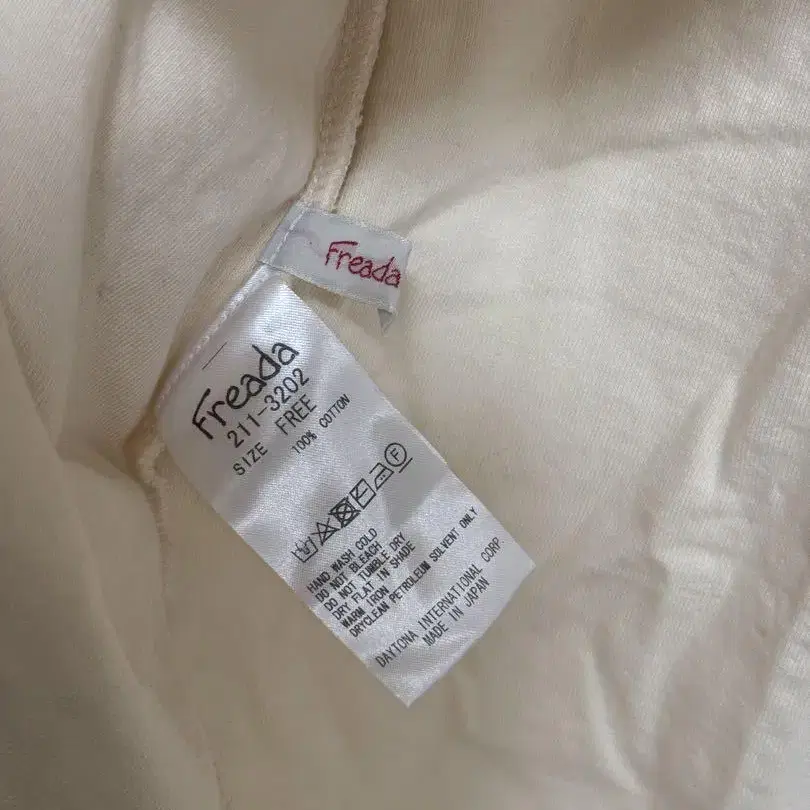 Freada
Freada
211-3202
SIZE FREE
100% COTTON
F
HAND WASH COLD
DO NOT BLEACH
DO NOT TUMBLE DRY
DRY FLAT IN SHADE
WARM IRON
DRYCLEAN PETROLEUM SOLVENT ONLY
DAYTONA INTERNATIONAL CORP
MADE IN JAPAN